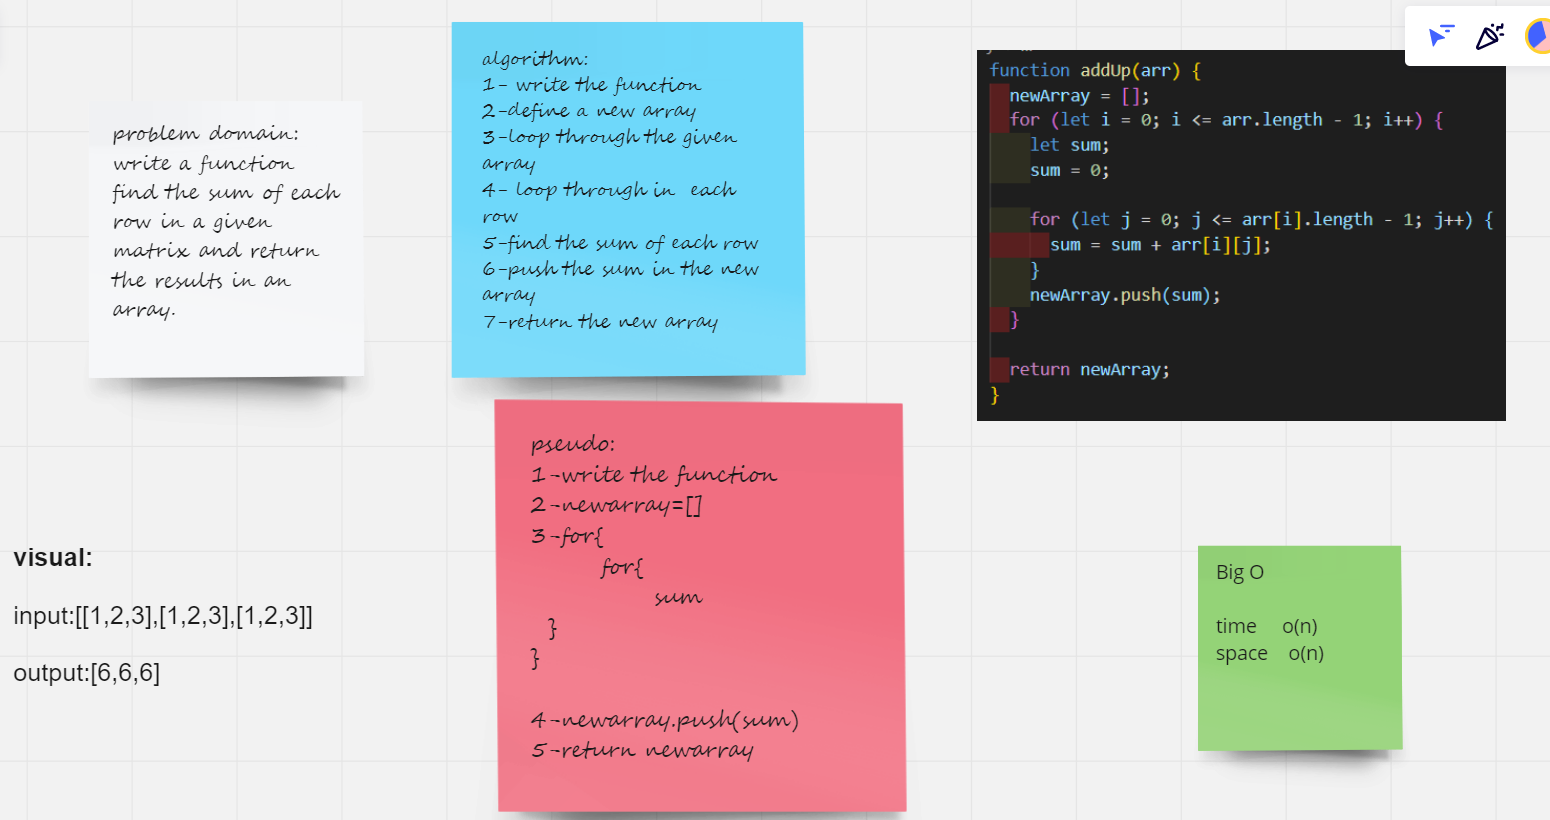 problem domain:
write a function
find the sum of each
row in a given
matrix and return
the results in an
array.
algorithm:
1- write the function
2-define a new array
3-loop through the given
array
4- loop through in each
row
5-find the sum of each row
6-push the sum in the new
array
7-return the new array
function addUp(arr) {
newArray = [];
for (let i = 0; i <= arr.length - 1; i++) {
let sum;
sum = 0;
for (let j = 0; j <= arr[i].length - 1; j++) {
sum = sum + arr[i][j];
}
newArray.push(sum);
}
return newArray;
}
pseudo:
1-write the function
2-newarray=[]
3-for{
for{
sum
}
}
4-newarray.push(sum)
5-return newarray
visual:
input:[[1,2,3],[1,2,3],[1,2,3]]
output:[6,6,6]
Big O
time o(n)
space o(n)